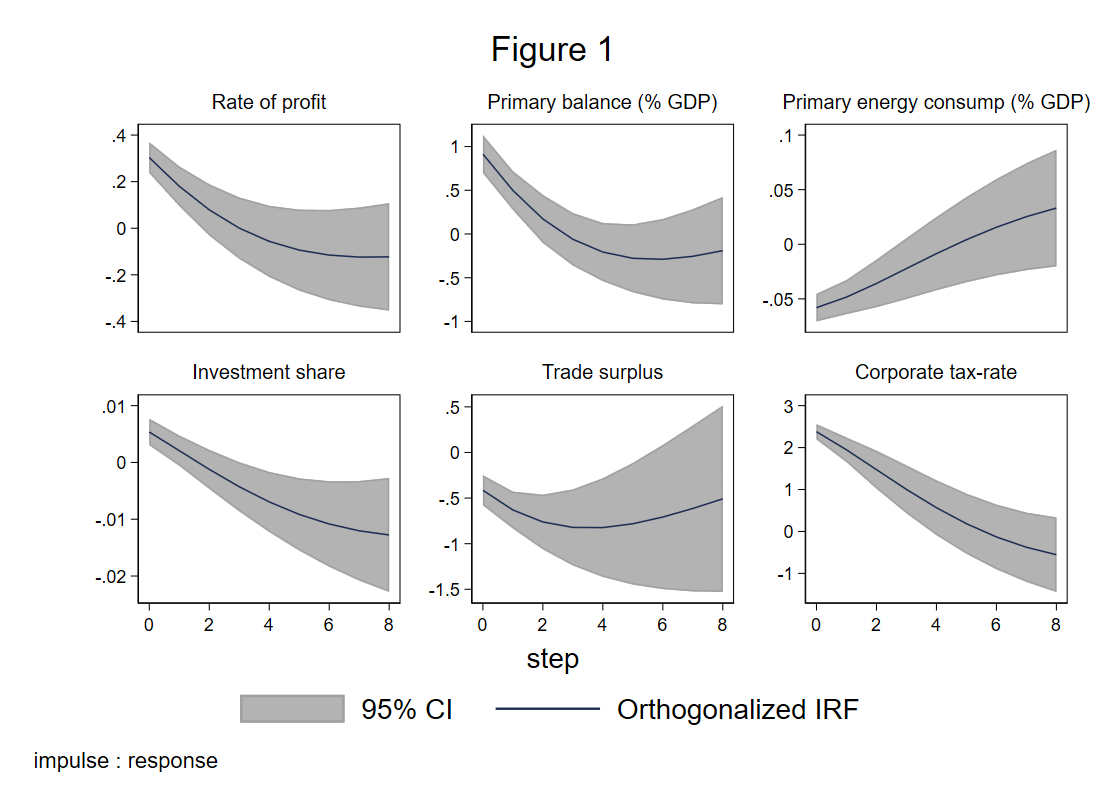 Figure 1
Rate of profit
Primary balance (% GDP)
Primary energy consump (% GDP)
.4
.2
0
-.2
-.4
1
.5
0
-.5
-1
.1
.05
0
-.05
Investment share
Trade surplus
Corporate tax-rate
.01
0
-.01
-.02
0 2 4 6 8
.5
0
-.5
-1
-1.5
0 2 4 6 8
3
2
1
0
-1
0 2 4 6 8
step
95% CI
Orthogonalized IRF
impulse : response